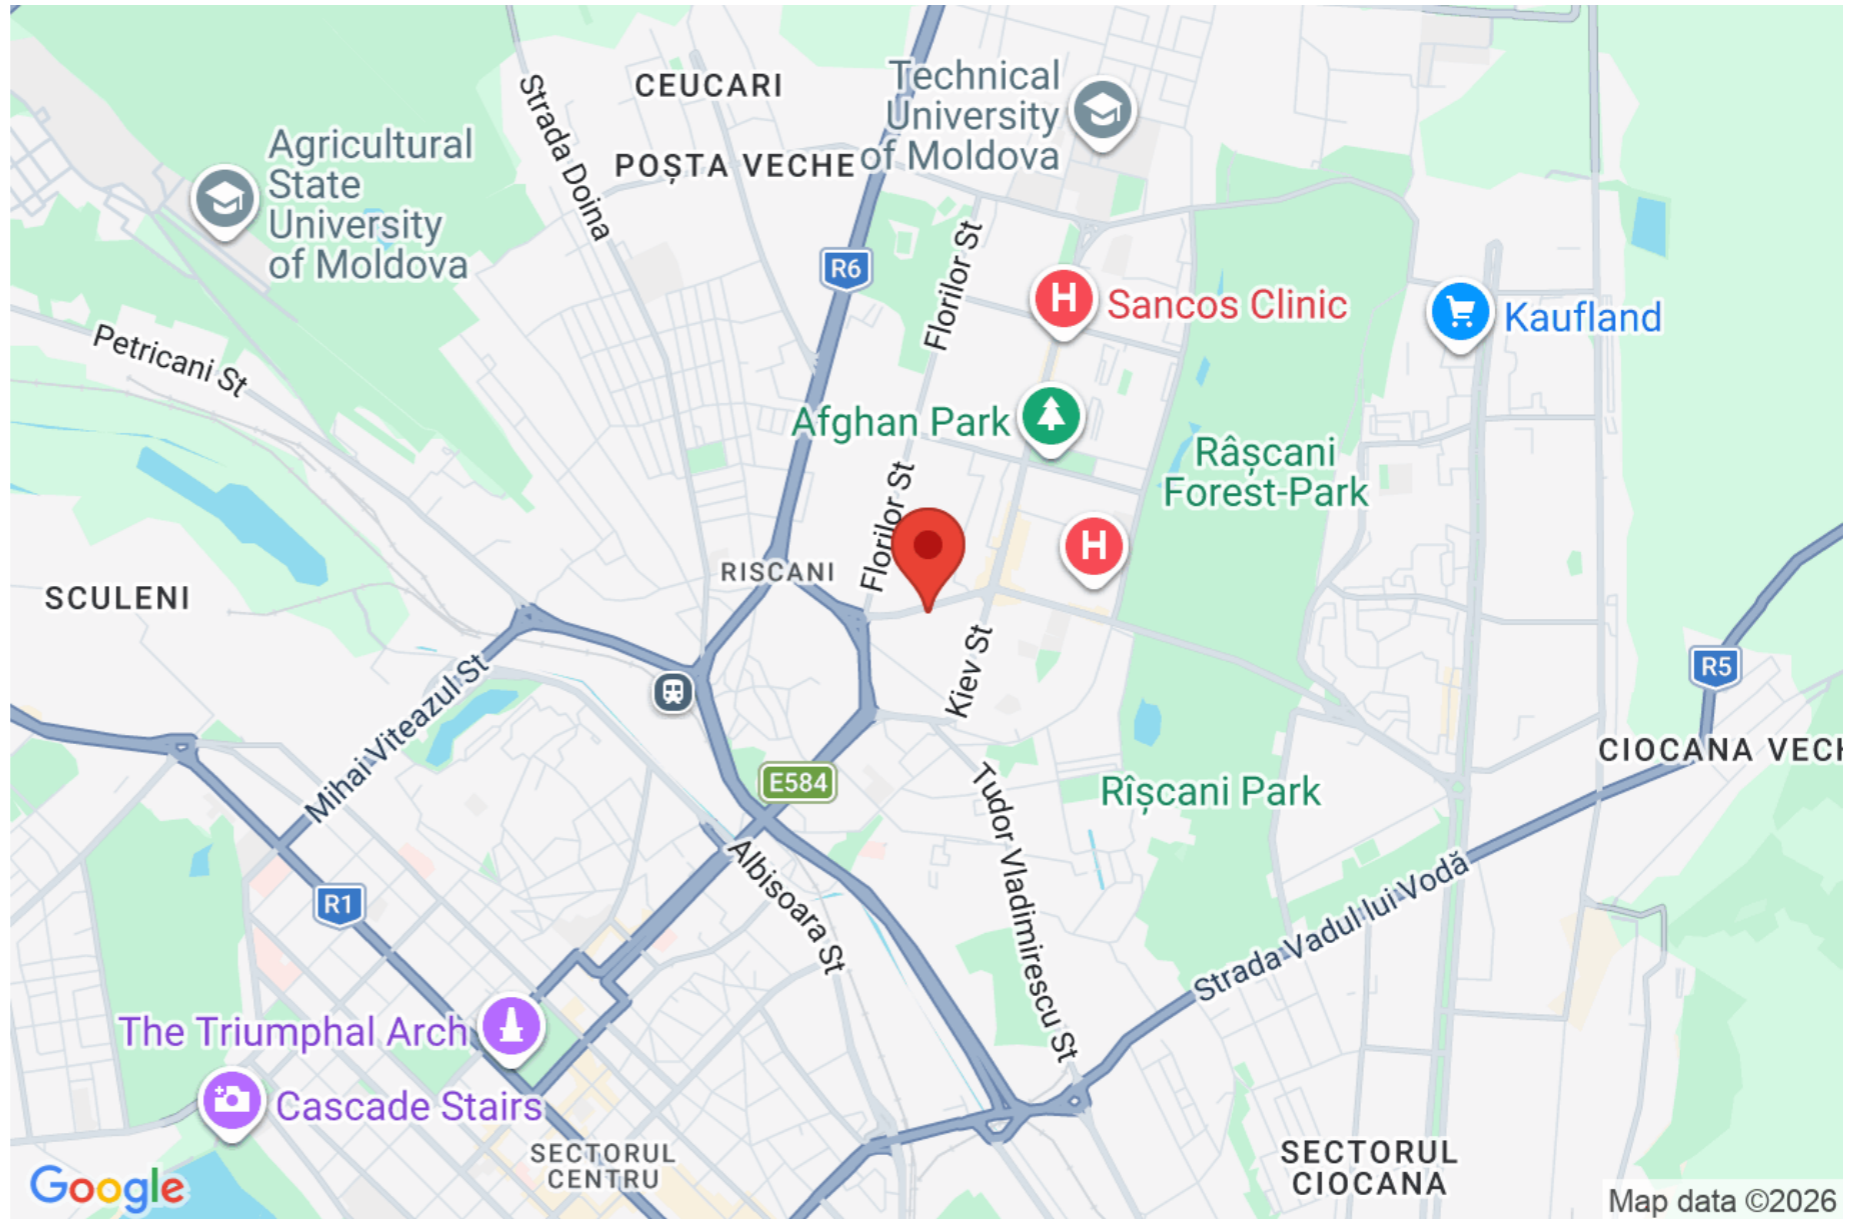 CEUCARI
Technical
University
of Moldova
Strada Doina
Agricultural
State
University
of Moldova
POȘTA VECHE
Florilor St
R6
H
Sancos Clinic
Kaufland
Petricani St
Afghan Park
Râșcani
Forest-Park
Florilor St
H
RISCANI
SCULENI
Kiev St
R5
Mihai Viteazul St
CIOCANA VECH
E584
Rîșcani Park
Tudor Vladimirescu St
Albisoara St
R1
Strada Vadul lui Vodă
The Triumphal Arch
Cascade Stairs
SECTORUL
CENTRU
SECTORUL
CIOCANA
Google
Map data ©2026